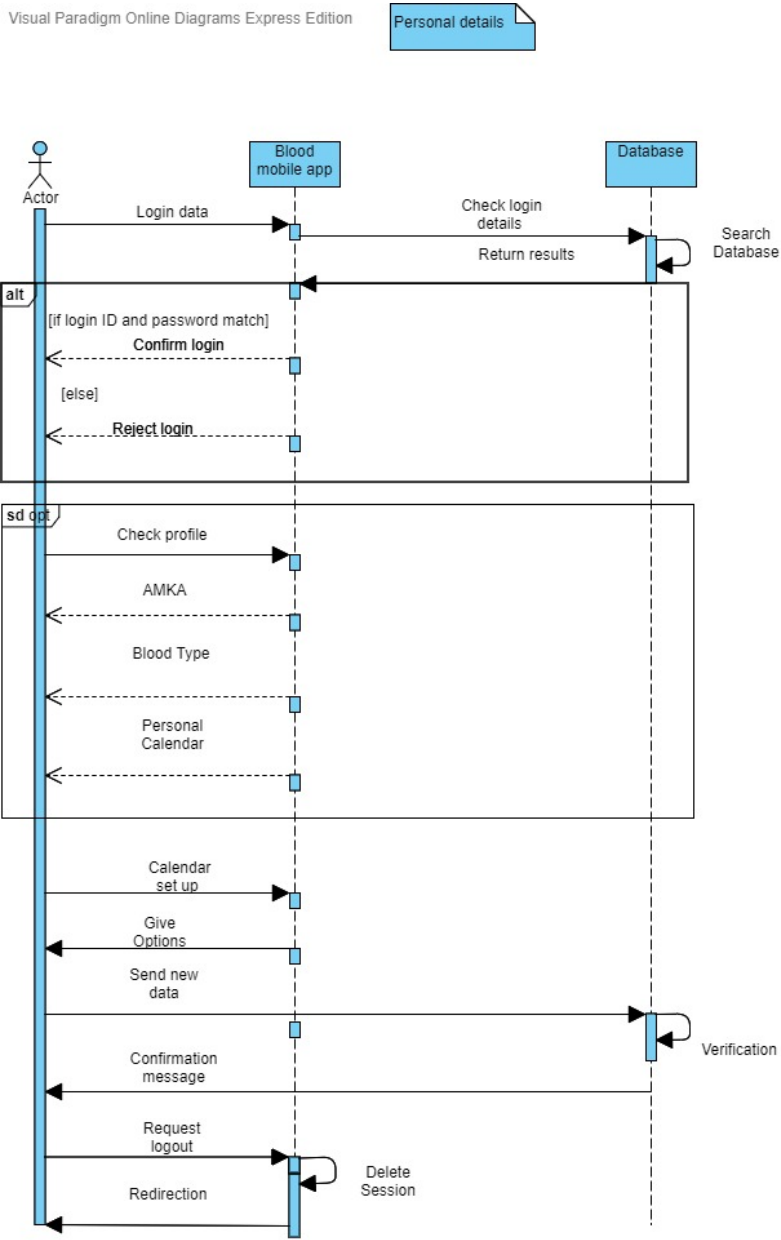 Visual Paradigm Online Diagrams Express Edition
Personal details
Actor
Blood
mobile app
Database
Login data
Check login
details
Search
Database
Return results
alt
[if login ID and password match]
Confirm login
[else]
Reject login
sd opt
Check profile
AMKA
Blood Type
Personal
Calendar
Calendar
set up
Give
Options
Send new
data
Verification
Confirmation
message
Request
logout
Delete
Session
Redirection